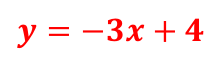 y = −3x + 4